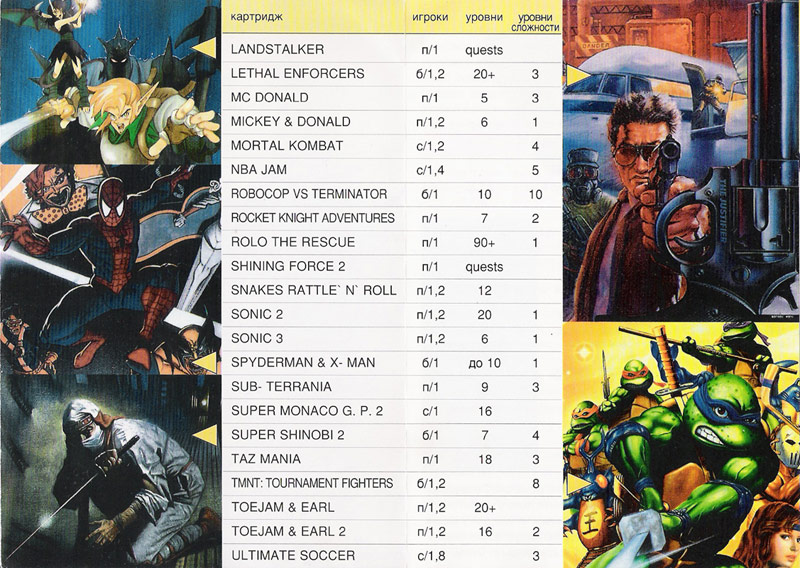 картридж игроки уровни уровни сложности
LANDSTALKER п/1 quests
LETHAL ENFORCERS б/1,2 20+ 3
MC DONALD п/1 5 3
MICKEY & DONALD п/1,2 6 1
MORTAL KOMBAT с/1,2 4
NBA JAM с/1,4 5
ROBOCOP VS TERMINATOR б/1 10 10
ROCKET KNIGHT ADVENTURES п/1 7 2
ROLO THE RESCUE п/1 90+ 1
SHINING FORCE 2 п/1 quests
SNAKES RATTLE` N` ROLL п/1,2 12
SONIC 2 п/1,2 20 1
SONIC 3 п/1,2 6 1
SPYDERMAN & X- MAN б/1 до 10 1
SUB- TERRANIA п/1 9 3
SUPER MONACO G. P. 2 с/1 16
SUPER SHINOBI 2 б/1 7 4
TAZ MANIA п/1 18 3
TMNT: TOURNAMENT FIGHTERS б/1,2 8
TOEJAM & EARL п/1,2 20+
TOEJAM & EARL 2 п/1,2 16 2
ULTIMATE SOCCER с/1,8 3
DANGER
THE JUSTIFIER